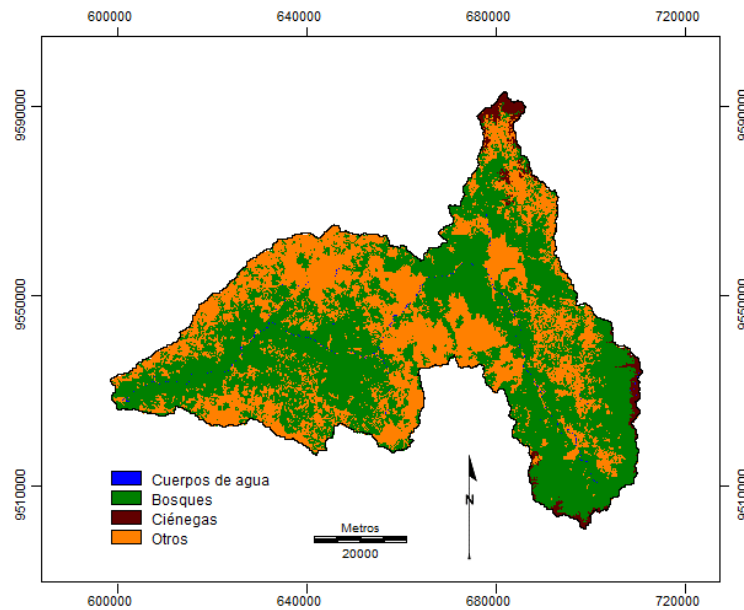 600000 640000 680000 720000
9590000 9590000
9550000 9550000
9510000 9510000
Cuerpos de agua
Bosques
Ciénegas
Otros
Metros
20000
N
600000 640000 680000 720000